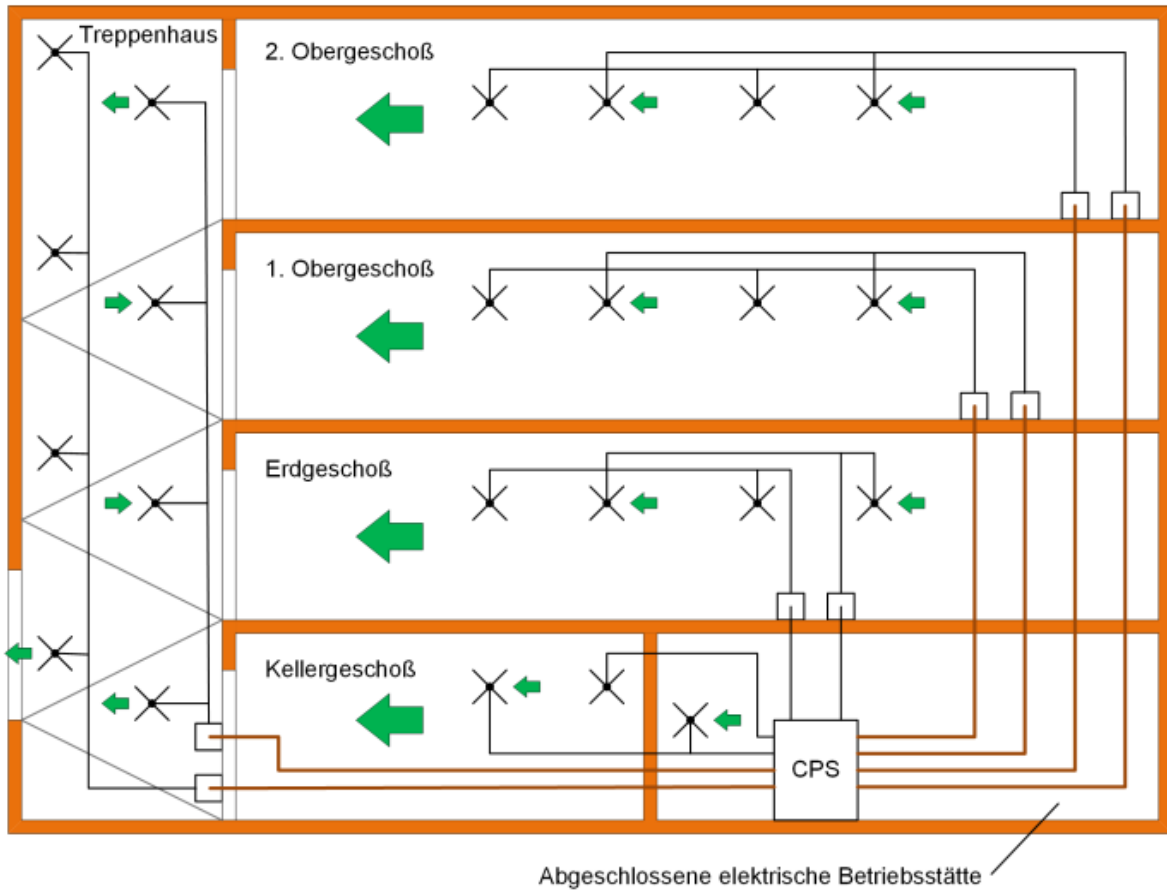 Treppenhaus
2. Obergeschoß
1. Obergeschoß
Erdgeschoß
Kellergeschoß
CPS
Abgeschlossene elektrische Betriebsstätte